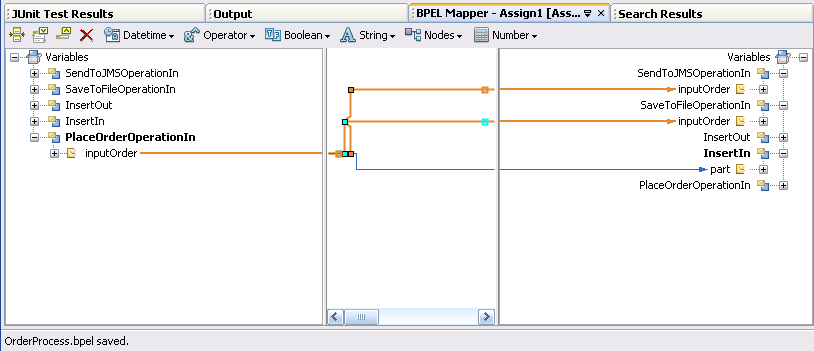 JUnit Test Results
Output
BPEL Mapper - Assign1 [Ass...
Search Results
Datetime
Operator
Boolean
String
Nodes
Number
Variables
SendToJMSOperationIn
SaveToFileOperationIn
InsertOut
InsertIn
PlaceOrderOperationIn
inputOrder
Variables
SendToJMSOperationIn
inputOrder
SaveToFileOperationIn
inputOrder
InsertOut
InsertIn
part
PlaceOrderOperationIn
OrderProcess.bpel saved.